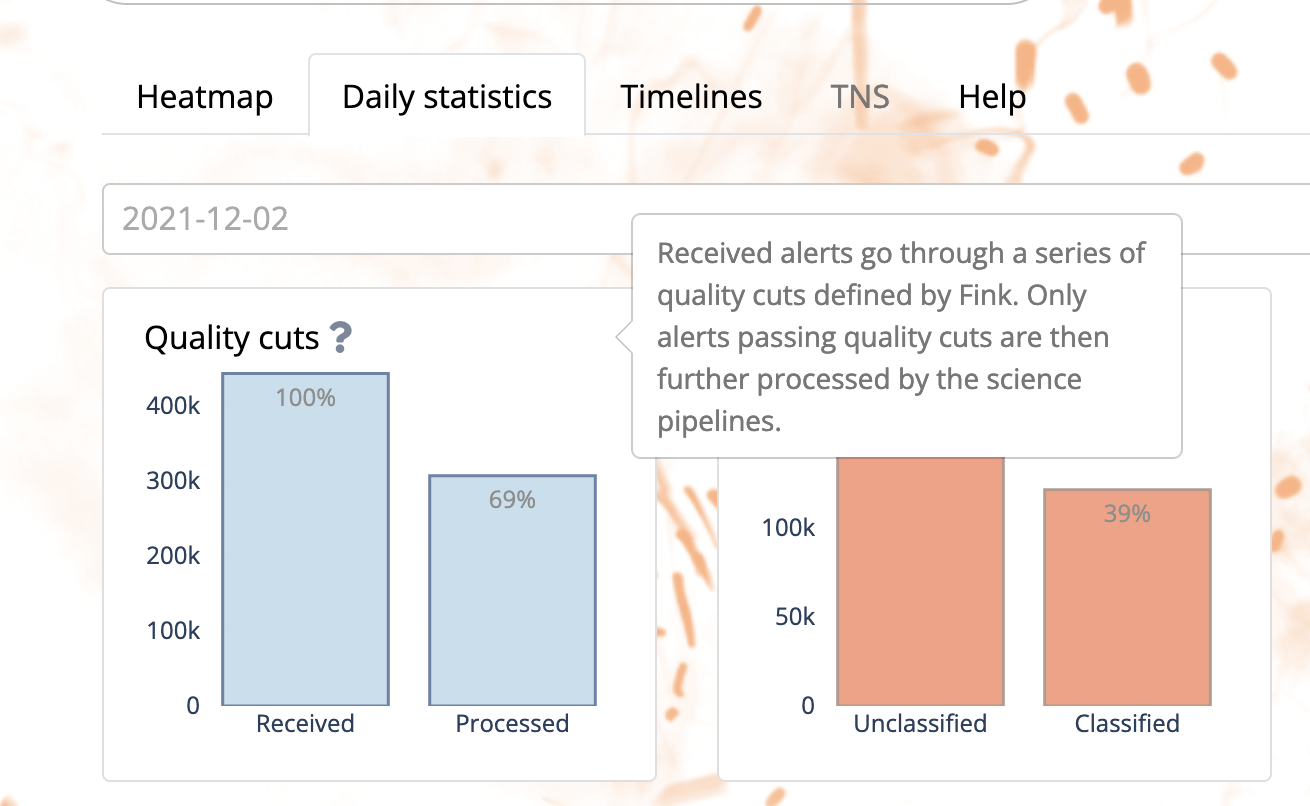 Heatmap Daily statistics Timelines TNS Help
2021-12-02
Received alerts go through a series of
quality cuts defined by Fink. Only
alerts passing quality cuts are then
further processed by the science
pipelines.
Quality cuts ?
400k
300k
200k
100k
0
100%
69%
Received Processed
100k
50k
0
39%
Unclassified Classified